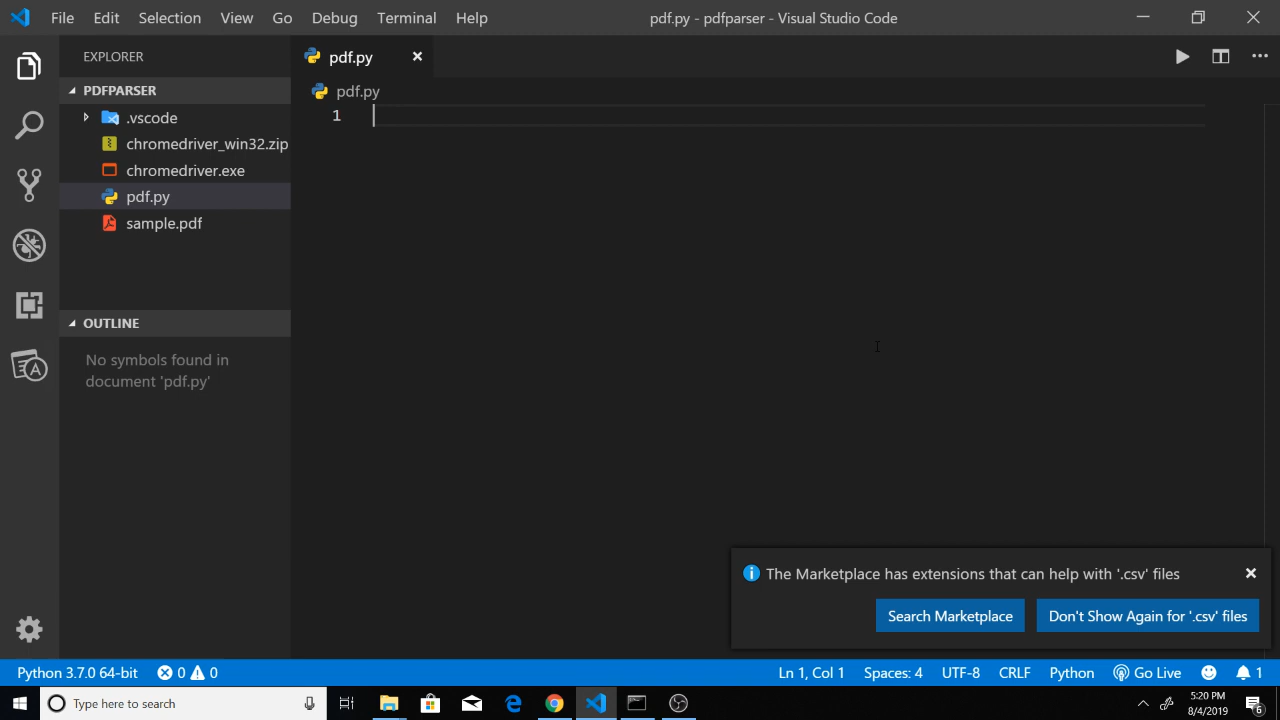 File Edit Selection View Go Debug Terminal Help pdf.py - pdfparser - Visual Studio Code
EXPLORER
PDFPARSER
.vscode
chromedriver_win32.zip
chromedriver.exe
pdf.py
sample.pdf
OUTLINE
No symbols found in
document 'pdf.py'
pdf.py
pdf.py
1
The Marketplace has extensions that can help with '.csv' files
Search Marketplace Don't Show Again for '.csv' files
Python 3.7.0 64-bit 0 0 Ln 1, Col 1 Spaces: 4 UTF-8 CRLF Python Go Live 1
Type here to search
5:20 PM
8/4/2019
6